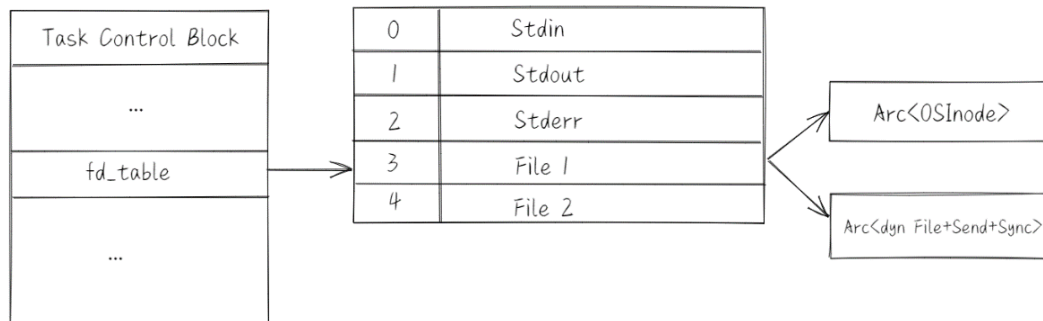 Task Control Block
...
fd_table
...
0 Stdin
1 Stdout
2 Stderr
3 File 1
4 File 2
Arc<OSInode>
Arc<dyn File+Send+Sync>